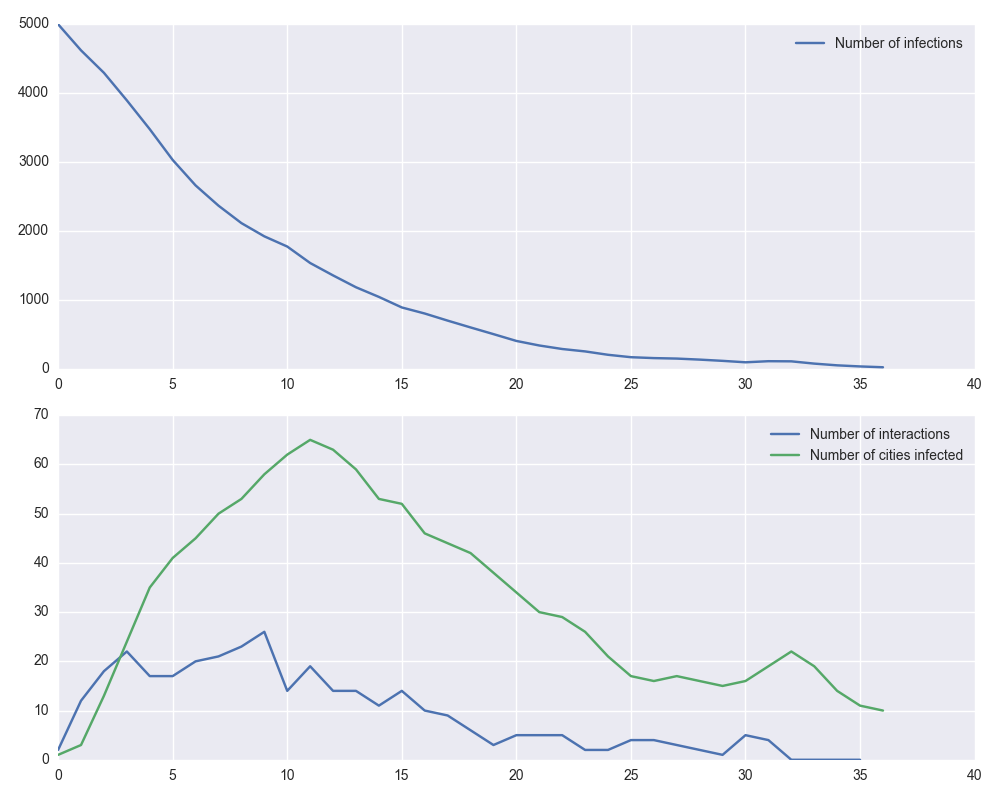 5000
Number of infections
4000
3000
2000
1000
0
0 5 10 15 20 25 30 35 40
70
Number of interactions
Number of cities infected
60
50
40
30
20
10
0
0 5 10 15 20 25 30 35 40